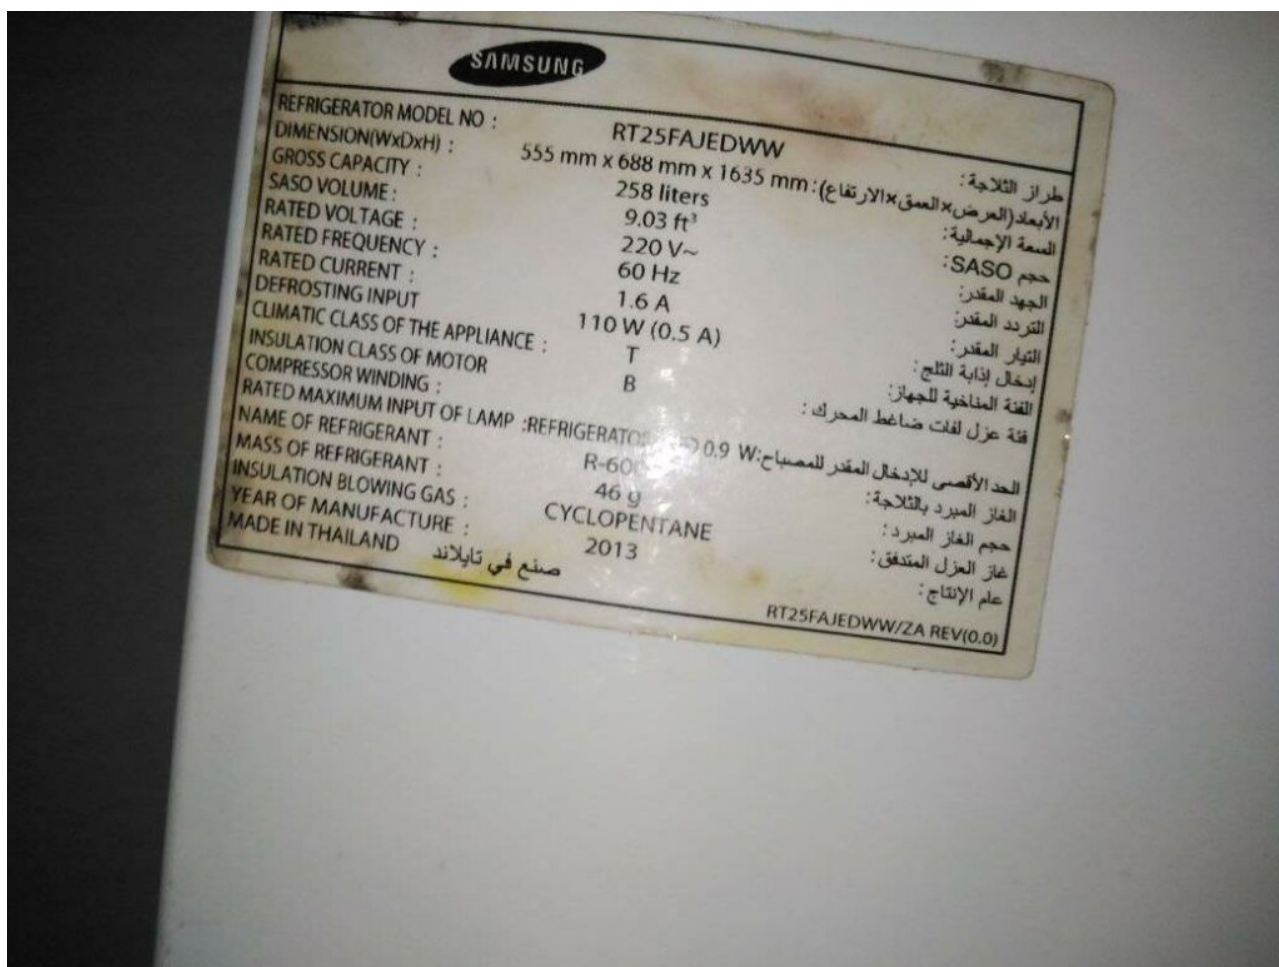 SAMSUNG
REFRIGERATOR MODEL NO : RT25FAJEDWW طراز الثلاجة:
DIMENSION(WxDxH) : 555 mm x 688 mm x 1635 mm :الأبعاد(العرض×العمق×الارتفاع)
GROSS CAPACITY : 258 liters السعة الإجمالية:
SASO VOLUME : 9.03 ft³ حجم SASO:
RATED VOLTAGE : 220 V~ الجهد المقدر:
RATED FREQUENCY : 60 Hz التردد المقدر:
RATED CURRENT : 1.6 A التيار المقدر:
DEFROSTING INPUT 110 W (0.5 A) إدخال إذابة الثلج:
CLIMATIC CLASS OF THE APPLIANCE : T الفئة المناخية للجهاز:
INSULATION CLASS OF MOTOR
COMPRESSOR WINDING : B فئة عزل لفات ضاغط المحرك:
RATED MAXIMUM INPUT OF LAMP : 0.9 W الحد الأقصى للإدخال المقدر للمصباح:
NAME OF REFRIGERANT : الغاز المبرد بالثلاجة:
MASS OF REFRIGERANT : 46 g حجم الغاز المبرد:
INSULATION BLOWING GAS : CYCLOPENTANE غاز العزل المتدفق:
YEAR OF MANUFACTURE : 2013 عام الإنتاج:
MADE IN THAILAND صنع في تايلاند
RT25FAJEDWW/ZA REV(0.0)